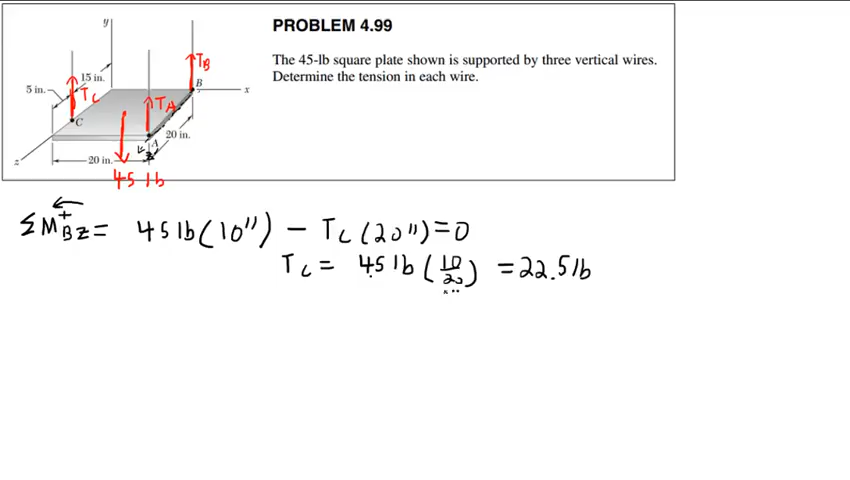 PROBLEM 4.99
The 45-lb square plate shown is supported by three vertical wires.
Determine the tension in each wire.
y
15 in.
5 in.
T_B
B
x
T_C
T_A
C
A
20 in.
z
20 in.
45 lb
Σ M_BZ^+ = 45 lb (10") − T_C (20") = 0
T_C = 45 lb (10/20) = 22.5 lb